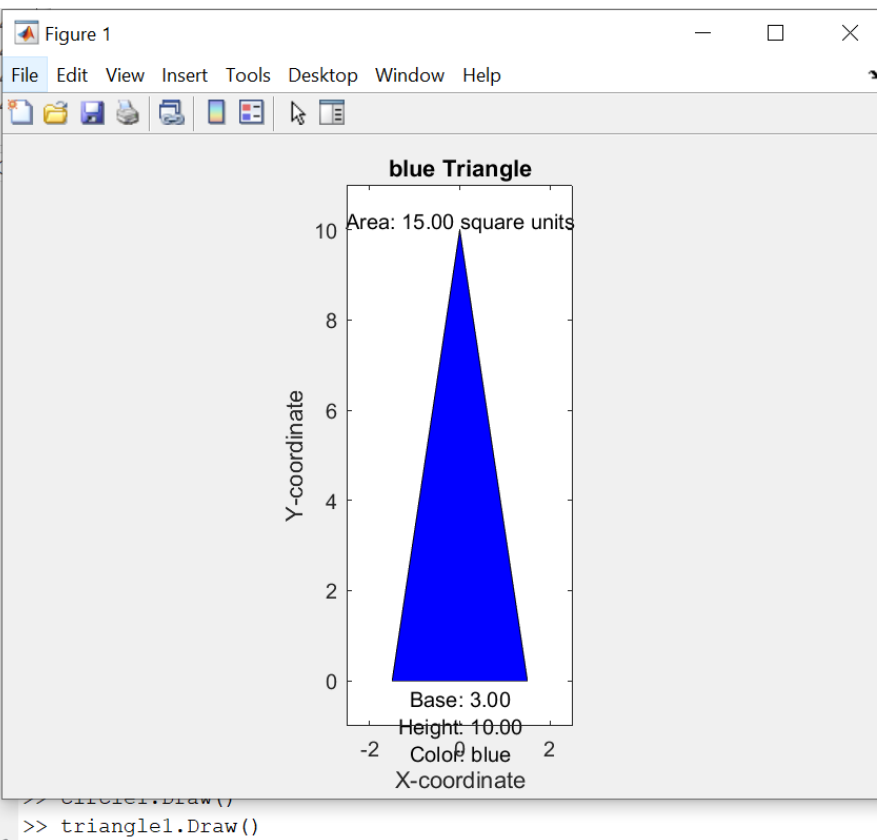 Figure 1
File Edit View Insert Tools Desktop Window Help
blue Triangle
Area: 15.00 square units
10
8
6
4
2
0
Y-coordinate
Base: 3.00
Height: 10.00
-2 0 2
Color: blue
X-coordinate
>> circle1.Draw()
>> triangle1.Draw()